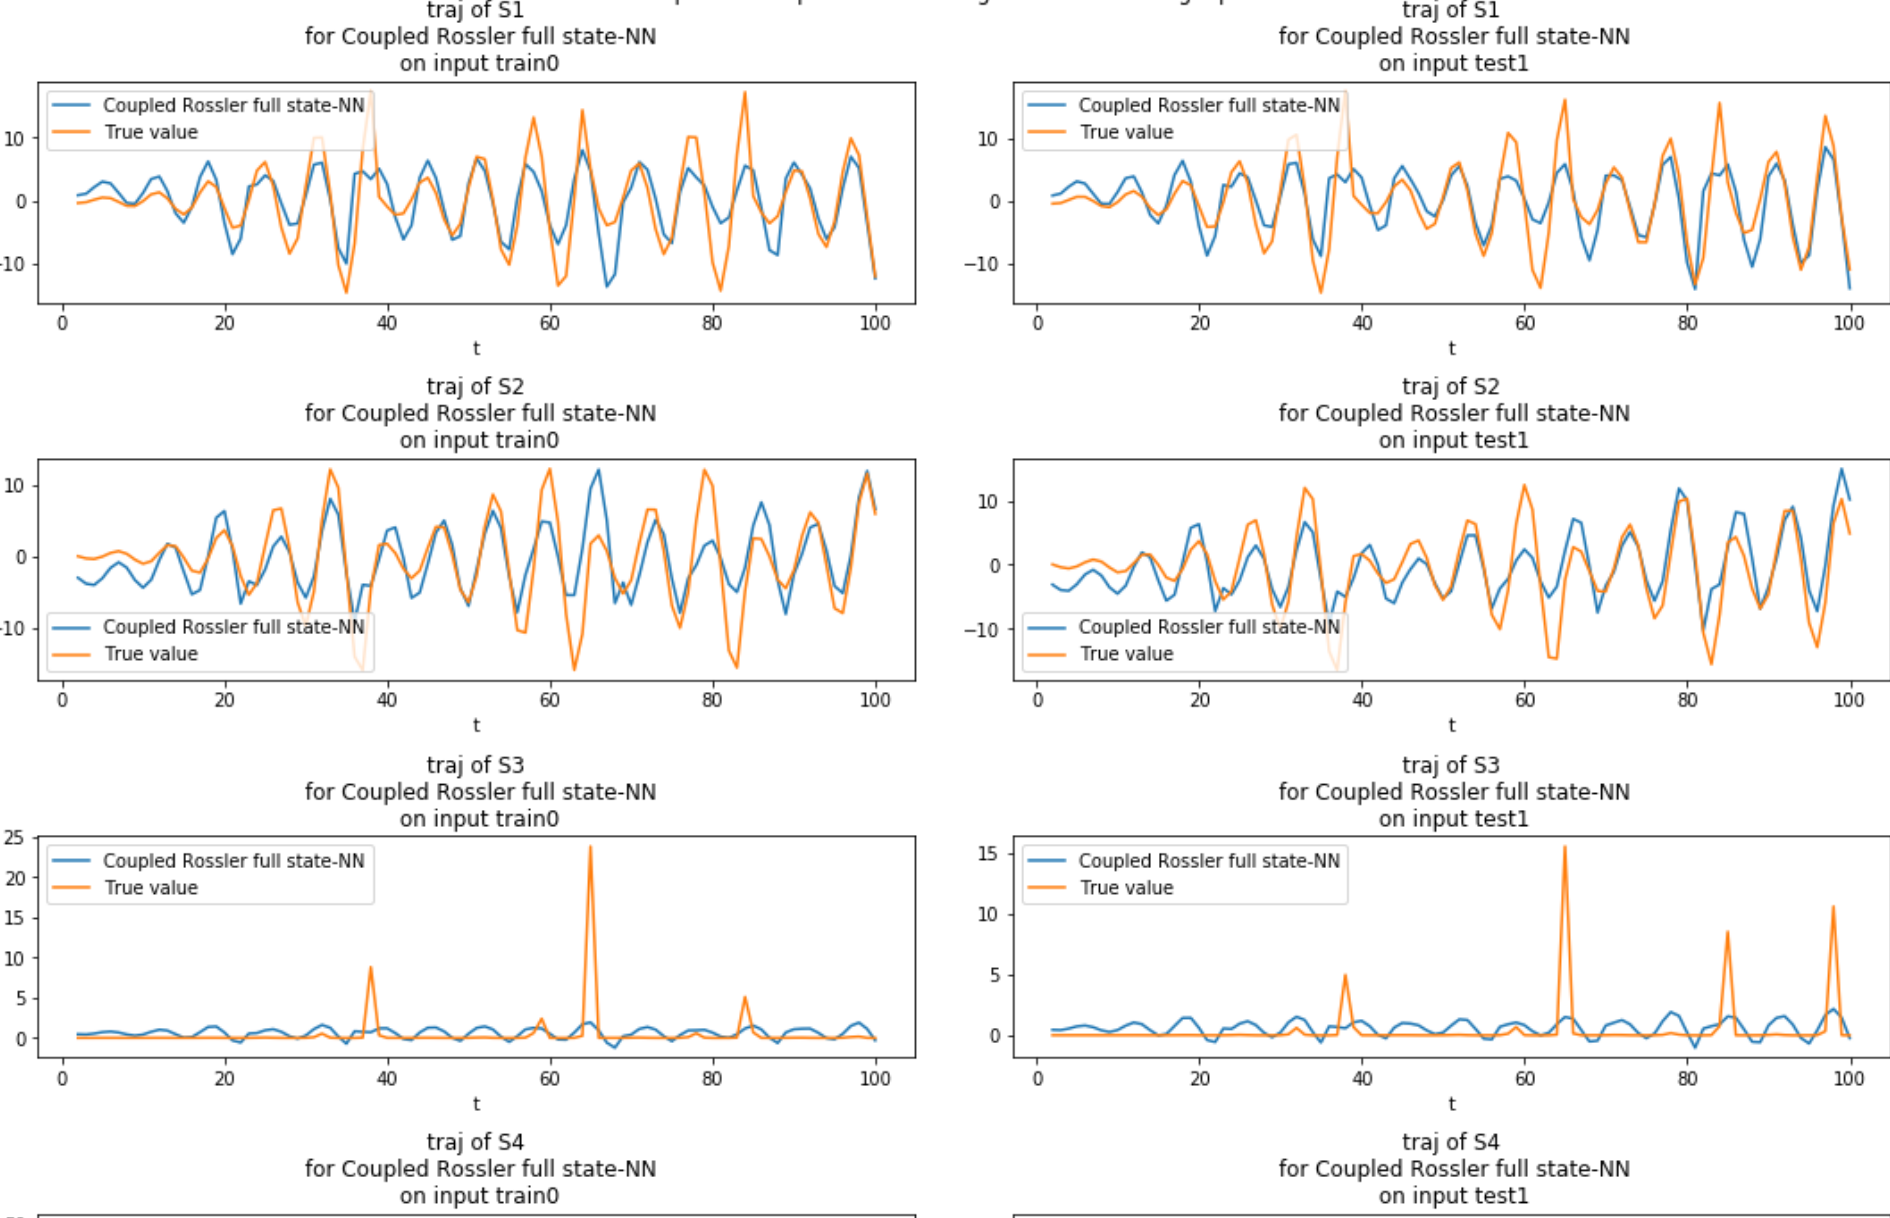 traj of S1
for Coupled Rossler full state-NN
on input train0
Coupled Rossler full state-NN
True value
10
0
−10
0 20 40 60 80 100
t
traj of S1
for Coupled Rossler full state-NN
on input test1
Coupled Rossler full state-NN
True value
10
0
−10
0 20 40 60 80 100
t
traj of S2
for Coupled Rossler full state-NN
on input train0
10
0
−10
Coupled Rossler full state-NN
True value
0 20 40 60 80 100
t
traj of S2
for Coupled Rossler full state-NN
on input test1
10
0
−10
Coupled Rossler full state-NN
True value
0 20 40 60 80 100
t
traj of S3
for Coupled Rossler full state-NN
on input train0
Coupled Rossler full state-NN
True value
25
20
15
10
5
0
0 20 40 60 80 100
t
traj of S3
for Coupled Rossler full state-NN
on input test1
Coupled Rossler full state-NN
True value
15
10
5
0
0 20 40 60 80 100
t
traj of S4
for Coupled Rossler full state-NN
on input train0
traj of S4
for Coupled Rossler full state-NN
on input test1